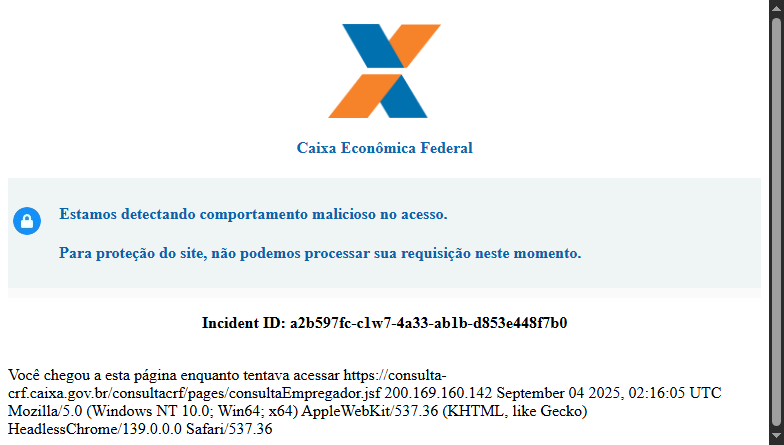 Caixa Econômica Federal
Estamos detectando comportamento malicioso no acesso.
Para proteção do site, não podemos processar sua requisição neste momento.
Incident ID: a2b597fc-c1w7-4a33-ab1b-d853e448f7b0
Você chegou a esta página enquanto tentava acessar https://consulta-
crf.caixa.gov.br/consultacrf/pages/consultaEmpregador.jsf 200.169.160.142 September 04 2025, 02:16:05 UTC
Mozilla/5.0 (Windows NT 10.0; Win64; x64) AppleWebKit/537.36 (KHTML, like Gecko)
HeadlessChrome/139.0.0.0 Safari/537.36